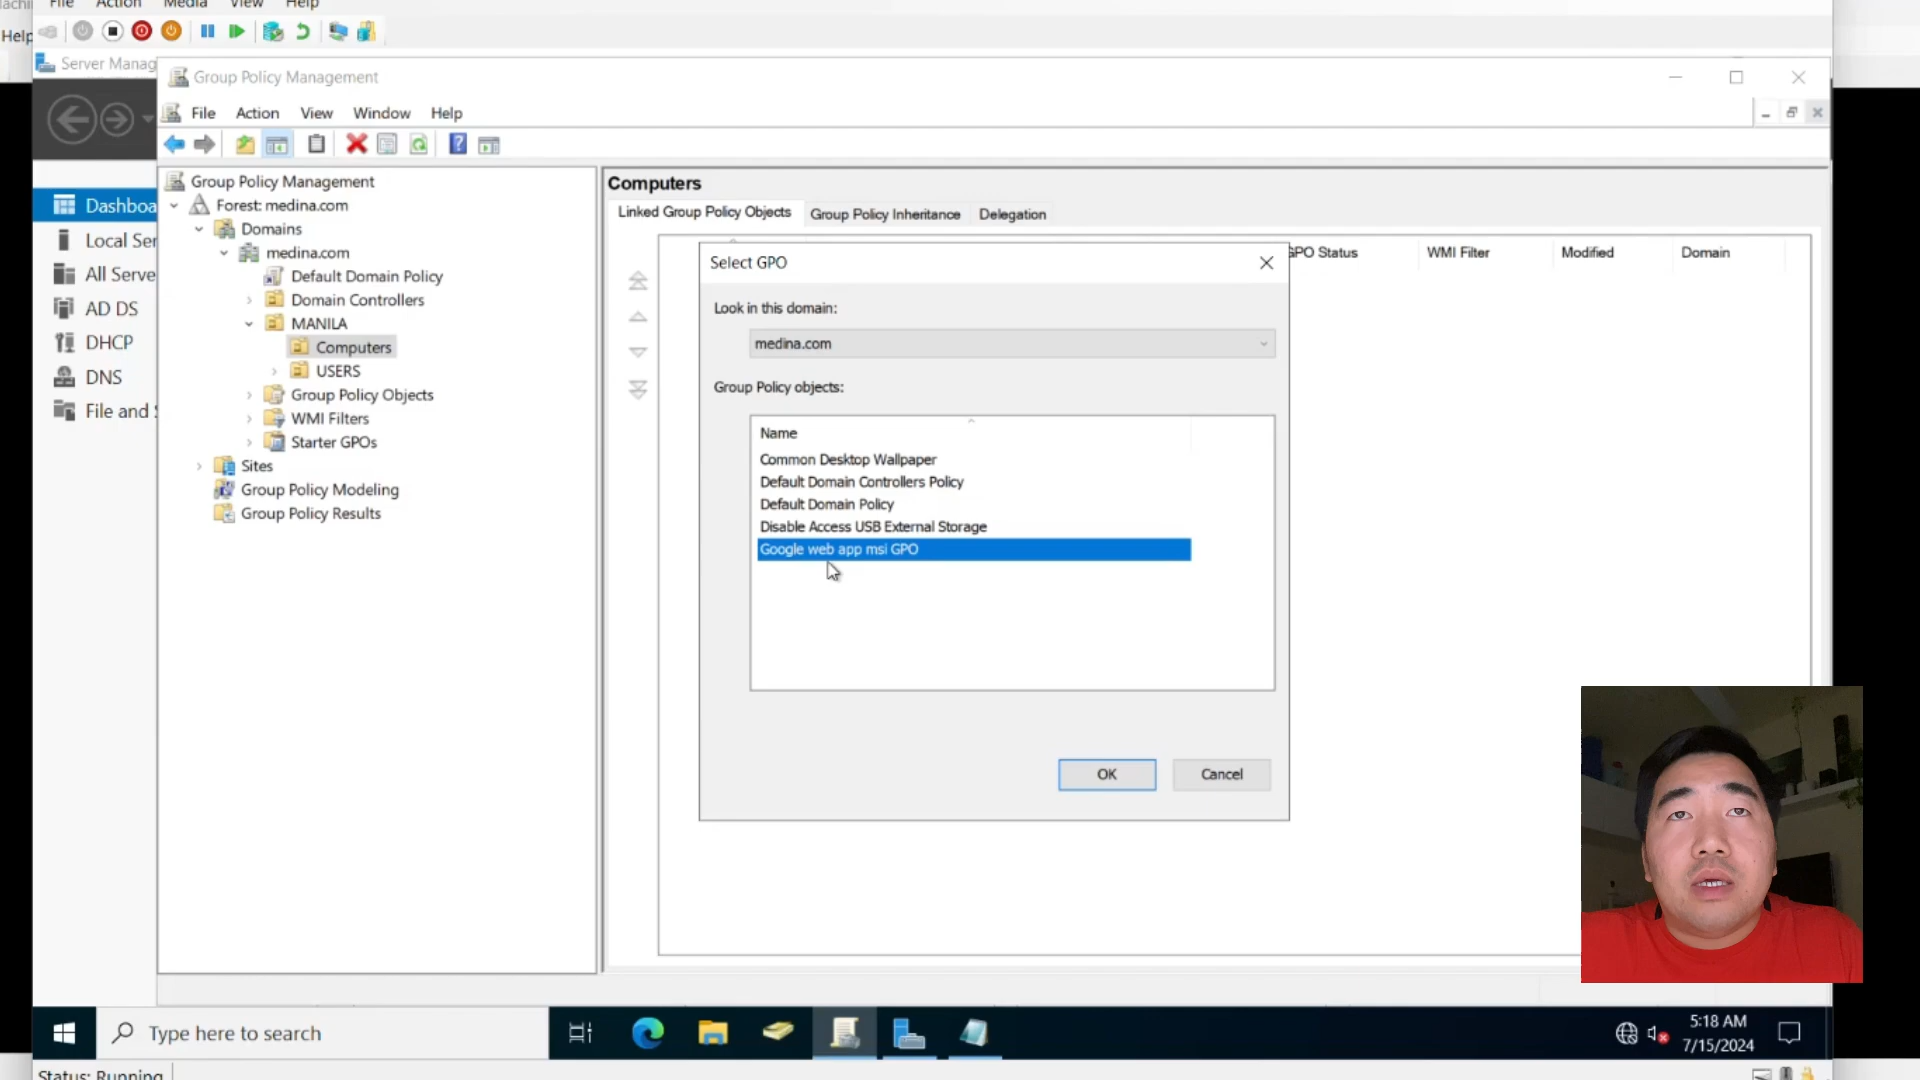 File Action Media View Help
Help
Server Manag
Group Policy Management
File Action View Window Help
Group Policy Management
Forest: medina.com
Domains
medina.com
Default Domain Policy
Domain Controllers
MANILA
Computers
USERS
Group Policy Objects
WMI Filters
Starter GPOs
Sites
Group Policy Modeling
Group Policy Results
Dashboa
Local Ser
All Serve
AD DS
DHCP
DNS
File and S
Computers
Linked Group Policy Objects Group Policy Inheritance Delegation
GPO Status WMI Filter Modified Domain
Select GPO
Look in this domain:
medina.com
Group Policy objects:
Name
Common Desktop Wallpaper
Default Domain Controllers Policy
Default Domain Policy
Disable Access USB External Storage
Google web app msi GPO
OK Cancel
Type here to search
5:18 AM
7/15/2024
Status: Running